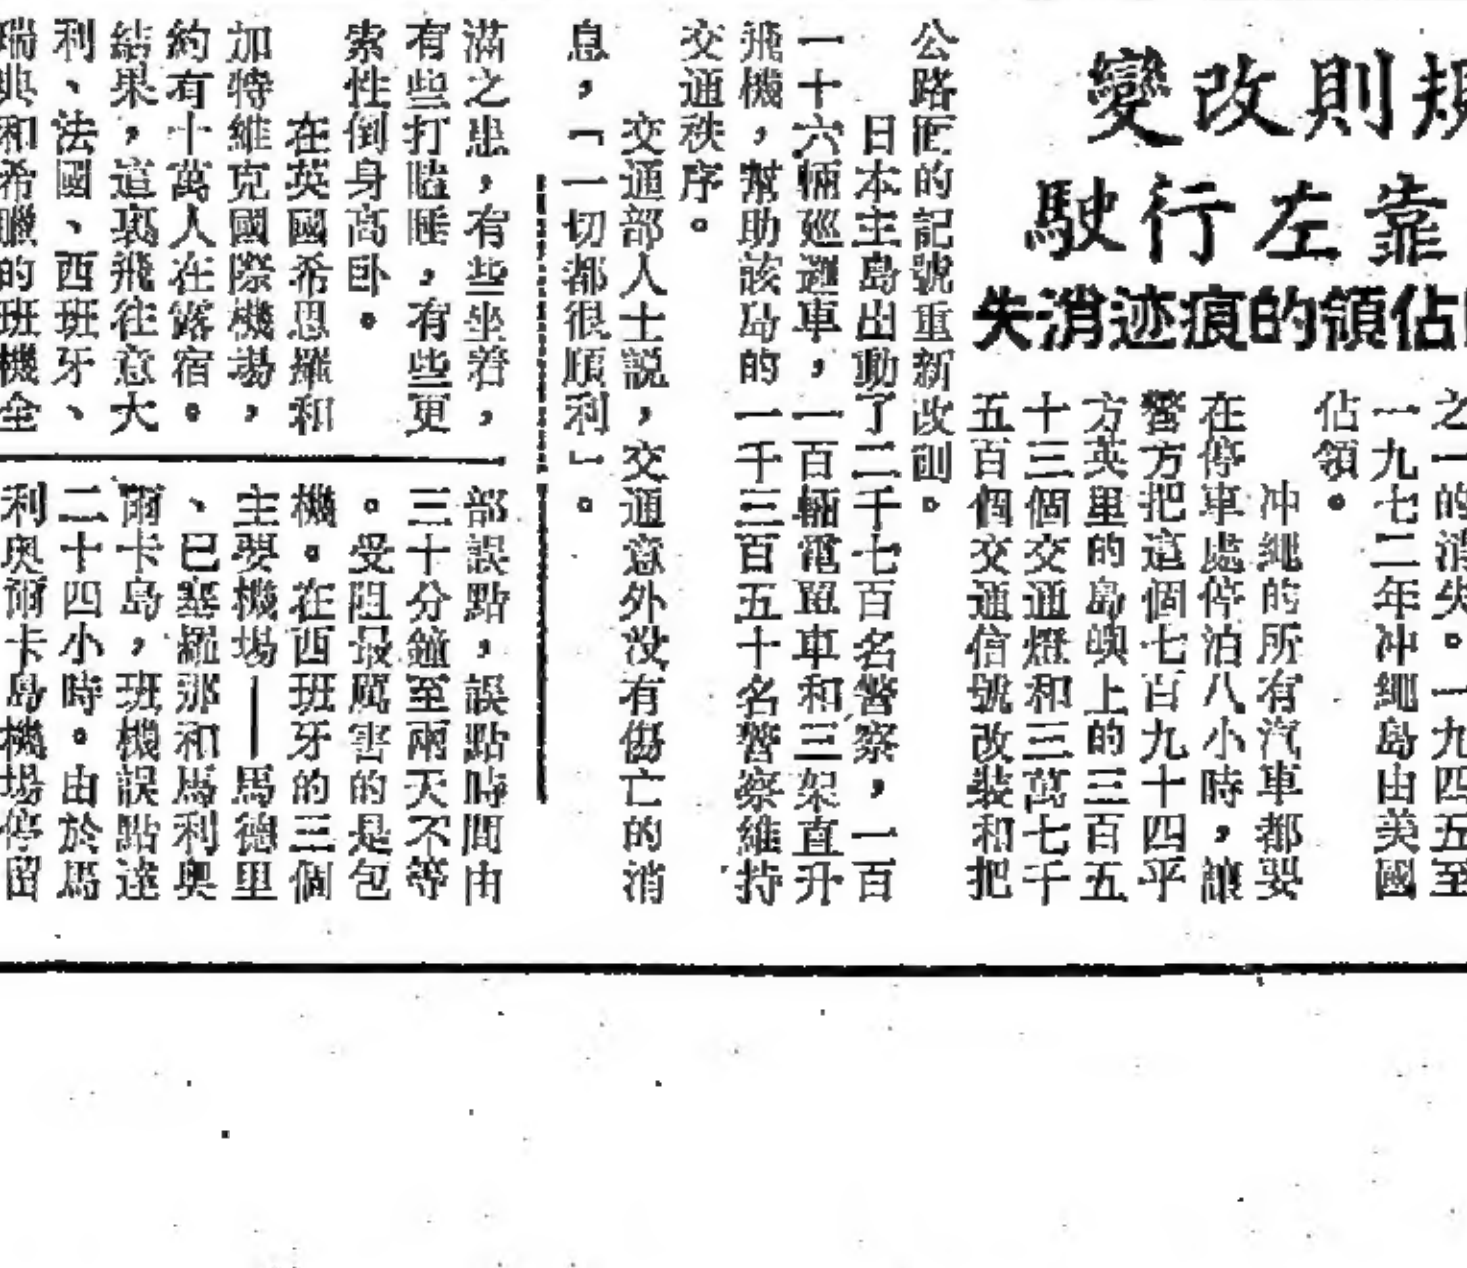 規則改變
靠左行駛
佔領的痕迹消失
之一的消失。一九四五至
一九七二年冲繩島由美國
佔領。
冲繩的所有汽車都要
在停車處停泊八小時，讓
警方把這個七百九十四平
方英里的島嶼上的三百五
十三個交通燈和三萬七千
五百個交通信號改裝和把
公路面的記號重新改劃。
日本主島出動了二千七百名警察，一百
一十六輛巡邏車，一百輛電單車和三架直升
飛機，幫助該島的一千三百五十名警察維持
交通秩序。
交通部人士説，交通意外没有傷亡的消
息，「一切都很順利」。
滿之患，有些坐着，
有些打瞌睡，有些更
索性倒身高卧。
在英國希思羅和
加特維克國際機場，
約有十萬人在露宿。
結果，這裏飛往意大
利、法國、西班牙、
瑞典和希臘的班機全
部誤點，誤點時間由
三十分鐘至兩天不等
。受阻最厲害的是包
機。在西班牙的三個
主要機場—馬德里
、巴塞羅那和馬利奧
爾卡島，班機誤點達
二十四小時。由於馬
利奧爾卡島機場停留